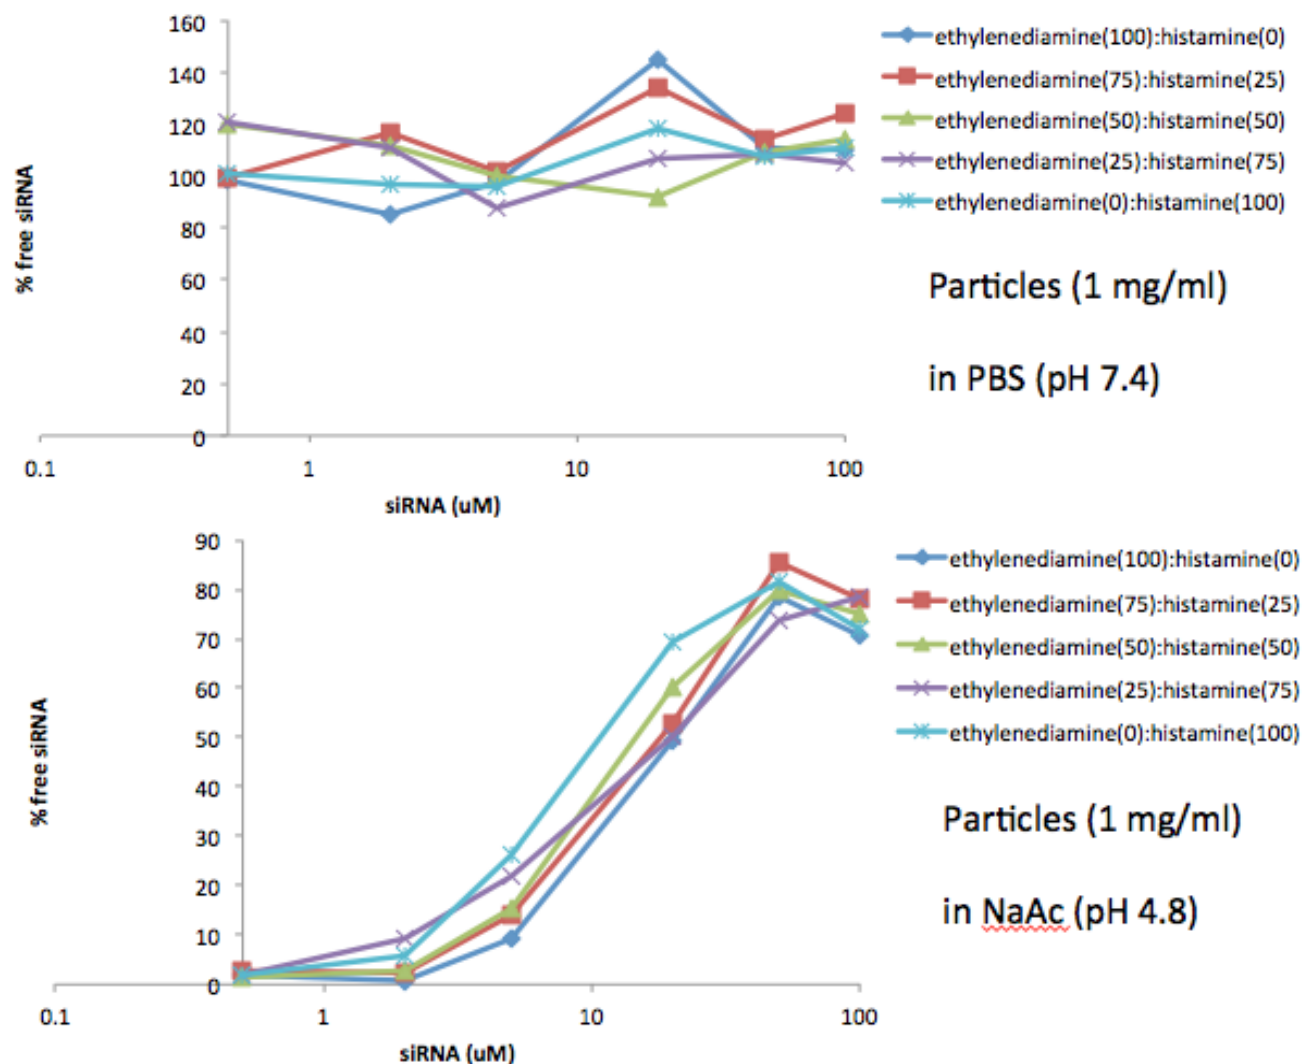 160
140
120
100
80
60
40
20
0
% free siRNA
0.1 1 10 100
siRNA (uM)
ethylenediamine(100):histamine(0)
ethylenediamine(75):histamine(25)
ethylenediamine(50):histamine(50)
ethylenediamine(25):histamine(75)
ethylenediamine(0):histamine(100)
Particles (1 mg/ml)
in PBS (pH 7.4)
90
80
70
60
50
40
30
20
10
0
% free siRNA
0.1 1 10 100
siRNA (uM)
ethylenediamine(100):histamine(0)
ethylenediamine(75):histamine(25)
ethylenediamine(50):histamine(50)
ethylenediamine(25):histamine(75)
ethylenediamine(0):histamine(100)
Particles (1 mg/ml)
in NaAc (pH 4.8)